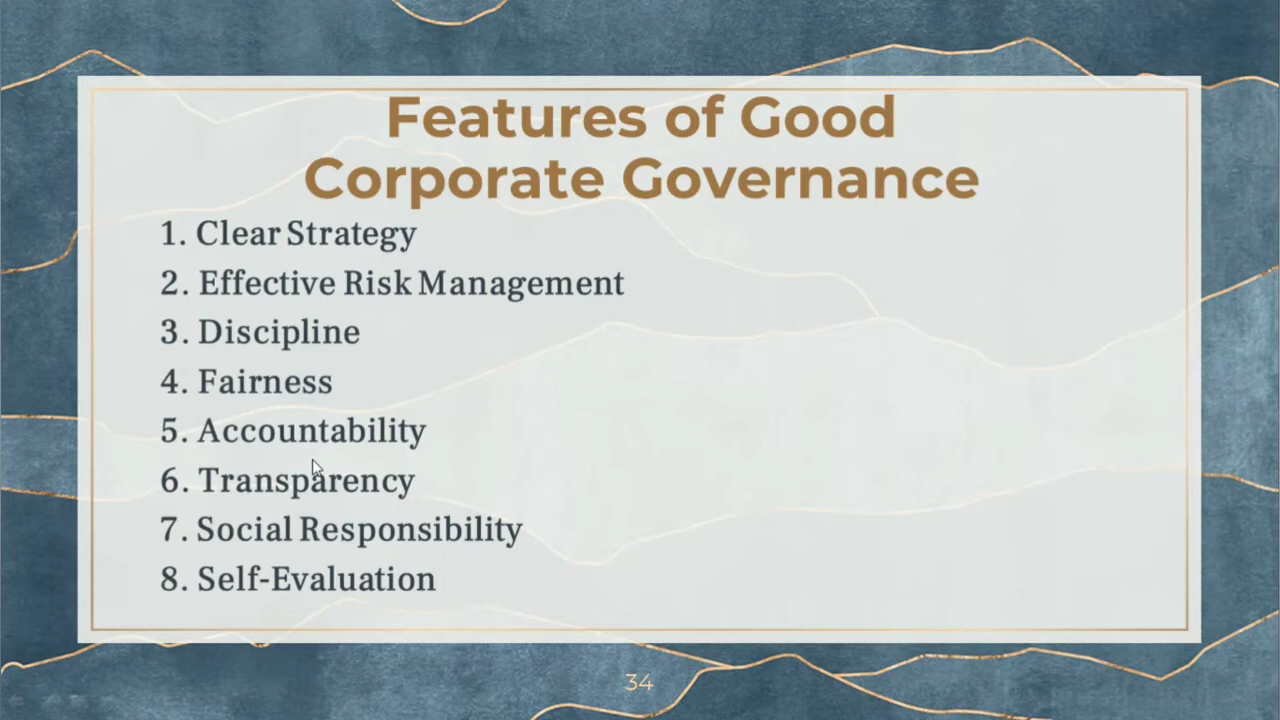 Features of Good
Corporate Governance
1. Clear Strategy
2. Effective Risk Management
3. Discipline
4. Fairness
5. Accountability
6. Transparency
7. Social Responsibility
8. Self-Evaluation
34